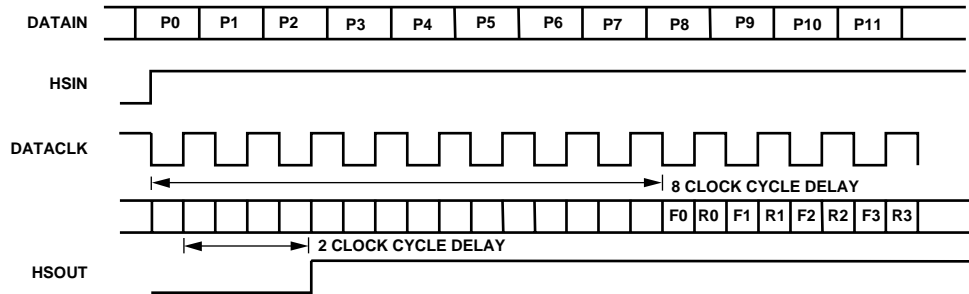 DATAIN P0 P1 P2 P3 P4 P5 P6 P7 P8 P9 P10 P11
HSIN
DATACLK
8 CLOCK CYCLE DELAY
F0 R0 F1 R1 F2 R2 F3 R3
2 CLOCK CYCLE DELAY
HSOUT